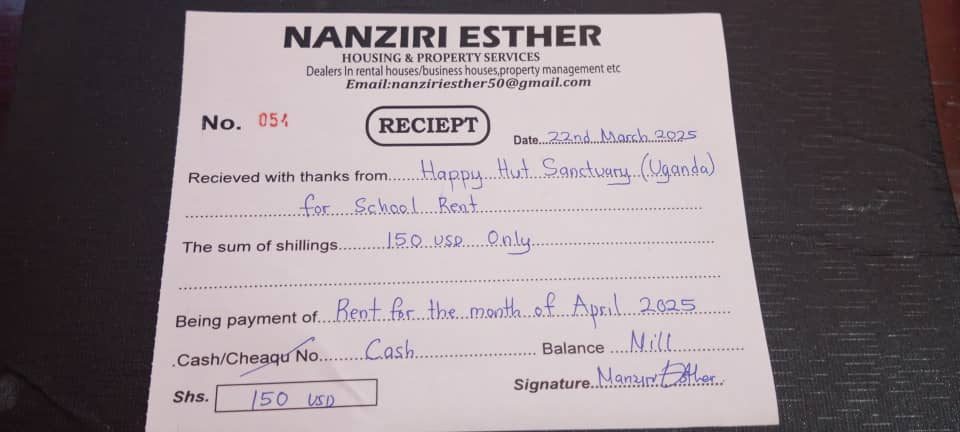 NANZIRI ESTHER
HOUSING & PROPERTY SERVICES
Dealers In rental houses/business houses,property management etc
Email:nanziriesther50@gmail.com
No. 054
RECIEPT
Date...22nd March 2025
Recieved with thanks from......Happy Hut Sanctuary (Uganda)
for School Rent
The sum of shillings.........150 USD Only
Being payment of...Rent for the month of April 2025
.Cash/Cheaqu No.......Cash............ Balance ...Nill
Shs. 150 USD
Signature..Nanziri Esther